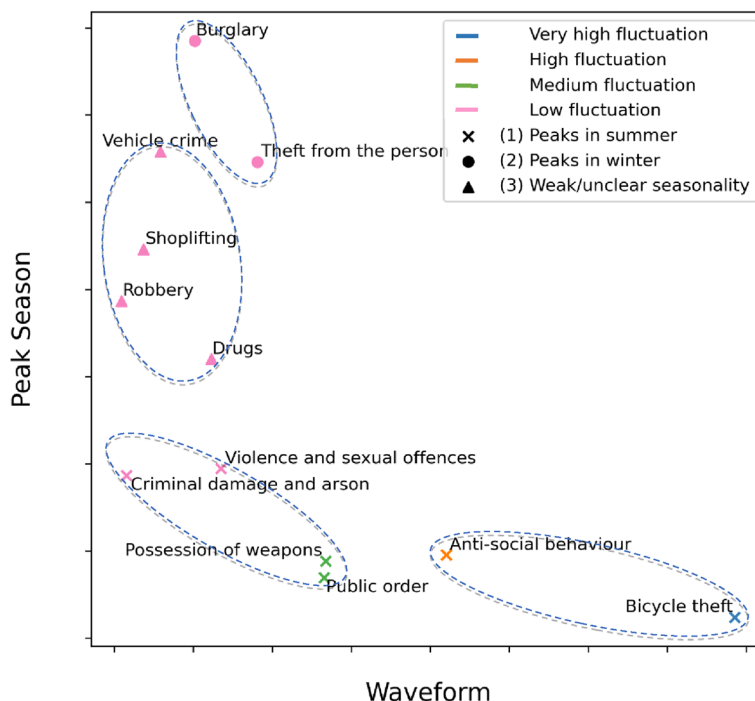 Burglary
Vehicle crime
Theft from the person
Shoplifting
Robbery
Drugs
Violence and sexual offences
Criminal damage and arson
Possession of weapons
Public order
Anti-social behaviour
Bicycle theft
Very high fluctuation
High fluctuation
Medium fluctuation
Low fluctuation
(1) Peaks in summer
(2) Peaks in winter
(3) Weak/unclear seasonality
Peak Season
Waveform